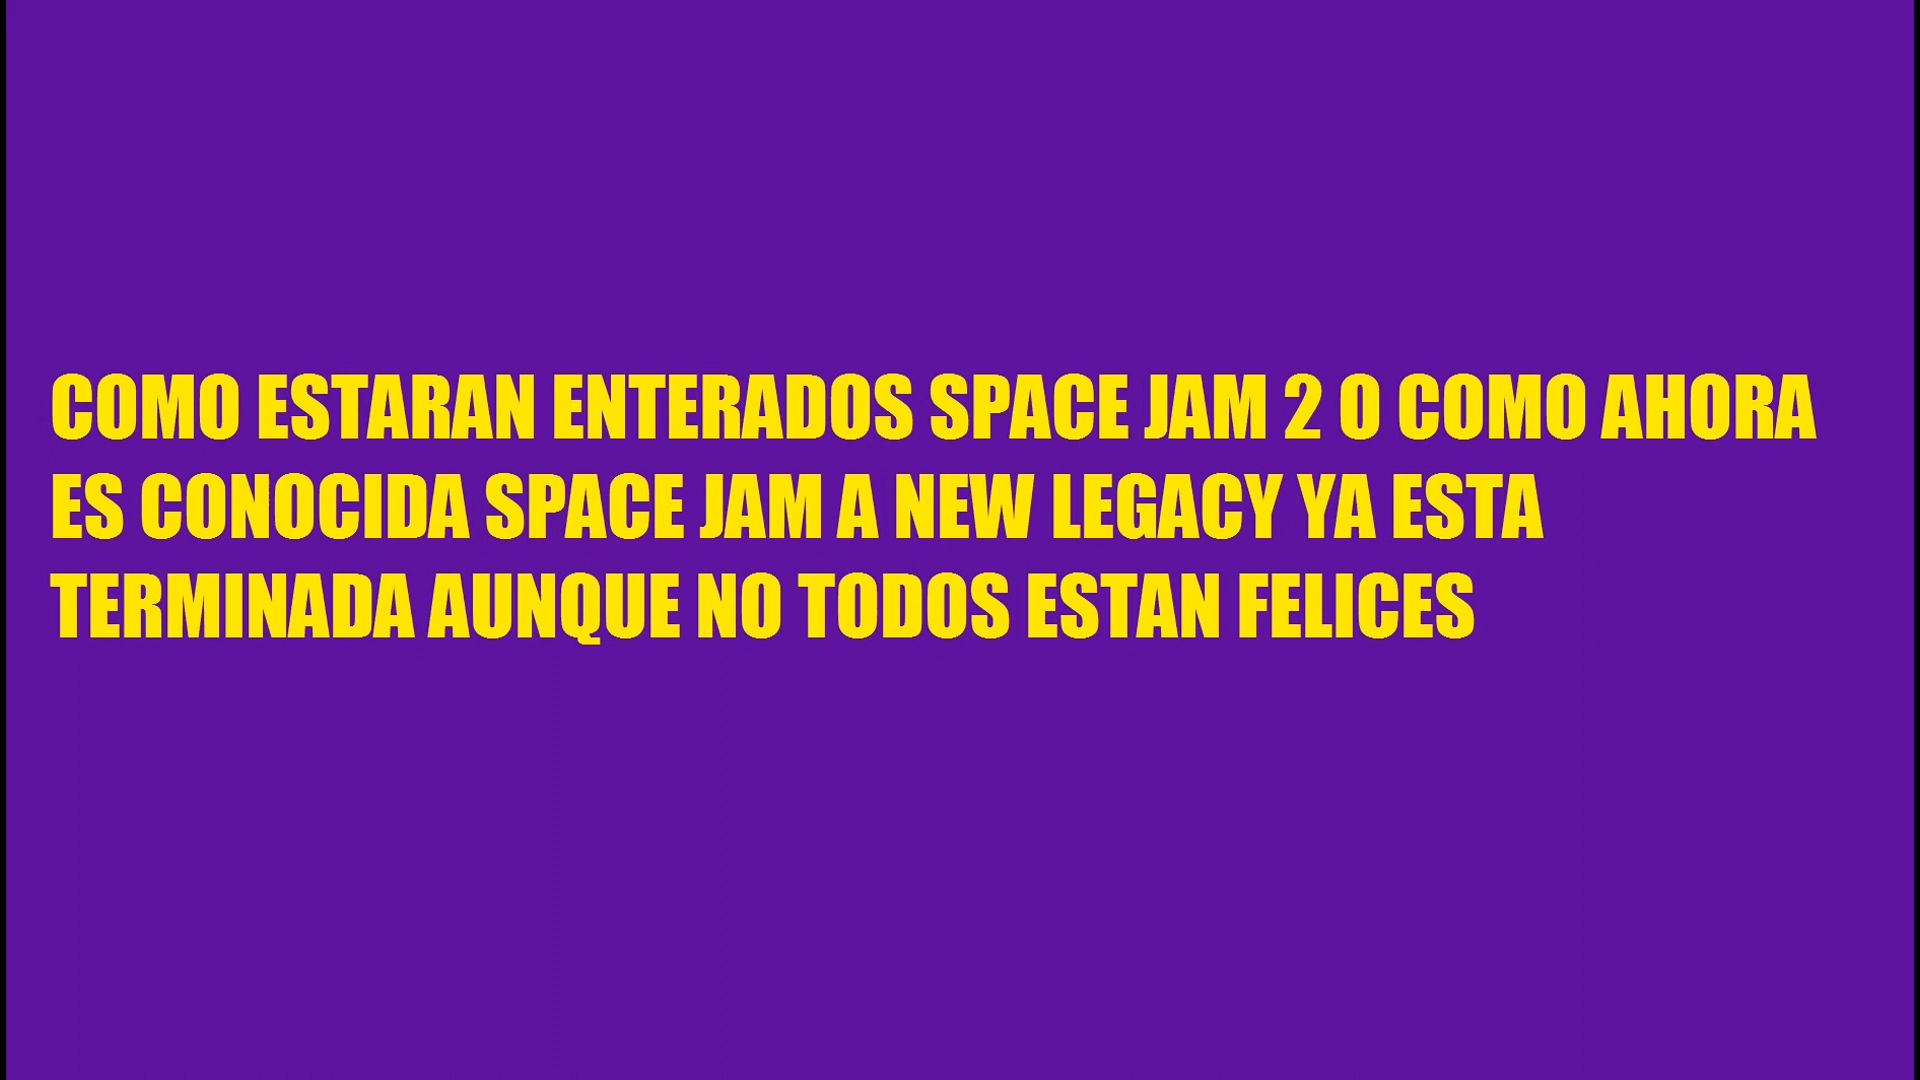 COMO ESTARAN ENTERADOS SPACE JAM 2 O COMO AHORA
ES CONOCIDA SPACE JAM A NEW LEGACY YA ESTA
TERMINADA AUNQUE NO TODOS ESTAN FELICES